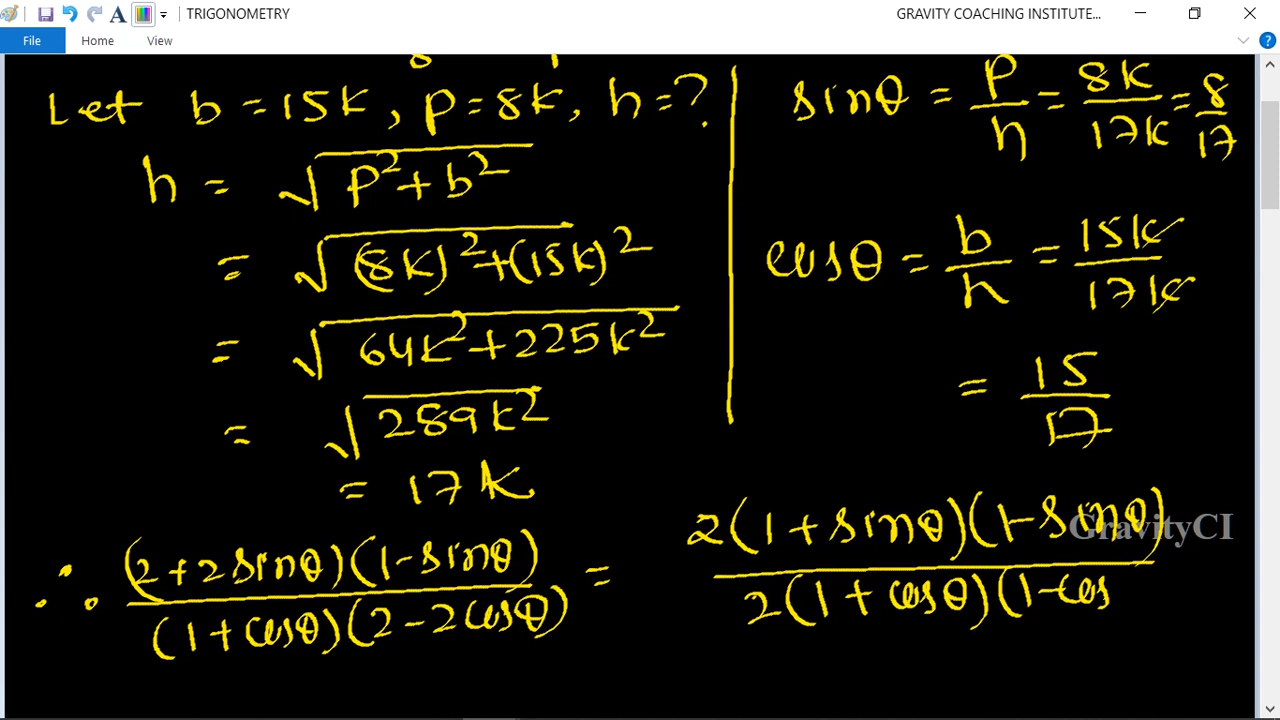 TRIGONOMETRY
GRAVITY COACHING INSTITUTE...
File Home View
Let b = 15k, p = 8k, h = ?
h = √(p² + b²)
= √((8k)² + (15k)²)
= √(64k² + 225k²)
= √(289k²)
= 17k
sinθ = p/h = 8k/17k = 8/17
cosθ = b/h = 15k/17k
= 15/17
∴ (2+2sinθ)(1-sinθ)/(1+cosθ)(2-2cosθ) = 2(1+sinθ)(1-sinθ)/2(1+cosθ)(1-cos
GravityCI